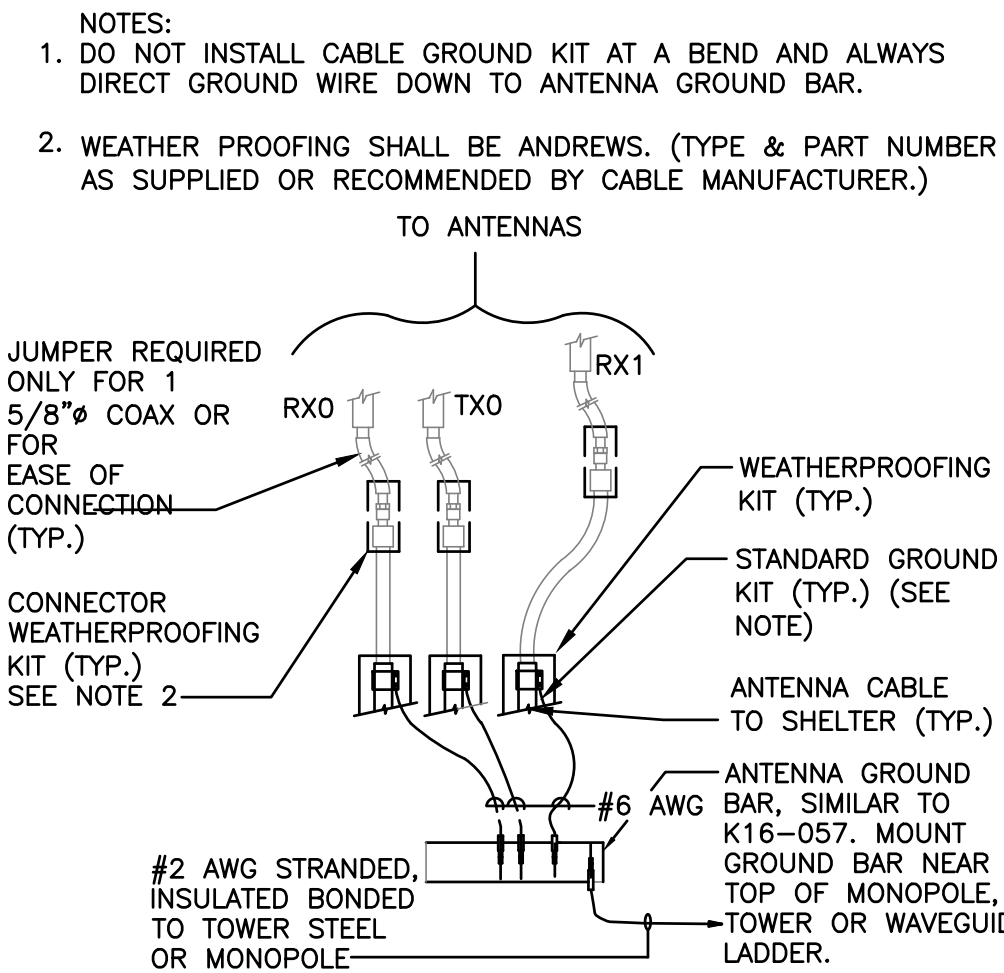 NOTES:
1. DO NOT INSTALL CABLE GROUND KIT AT A BEND AND ALWAYS
DIRECT GROUND WIRE DOWN TO ANTENNA GROUND BAR.
2. WEATHER PROOFING SHALL BE ANDREWS. (TYPE & PART NUMBER
AS SUPPLIED OR RECOMMENDED BY CABLE MANUFACTURER.)
TO ANTENNAS
JUMPER REQUIRED
ONLY FOR 1
5/8"ø COAX OR
FOR
EASE OF
CONNECTION
(TYP.)
RX0
TX0
RX1
CONNECTOR
WEATHERPROOFING
KIT (TYP.)
SEE NOTE 2
WEATHERPROOFING
KIT (TYP.)
STANDARD GROUND
KIT (TYP.) (SEE
NOTE)
ANTENNA CABLE
TO SHELTER (TYP.)
#6 AWG
ANTENNA GROUND
BAR, SIMILAR TO
K16-057. MOUNT
GROUND BAR NEAR
TOP OF MONOPOLE,
TOWER OR WAVEGUID
LADDER.
#2 AWG STRANDED,
INSULATED BONDED
TO TOWER STEEL
OR MONOPOLE